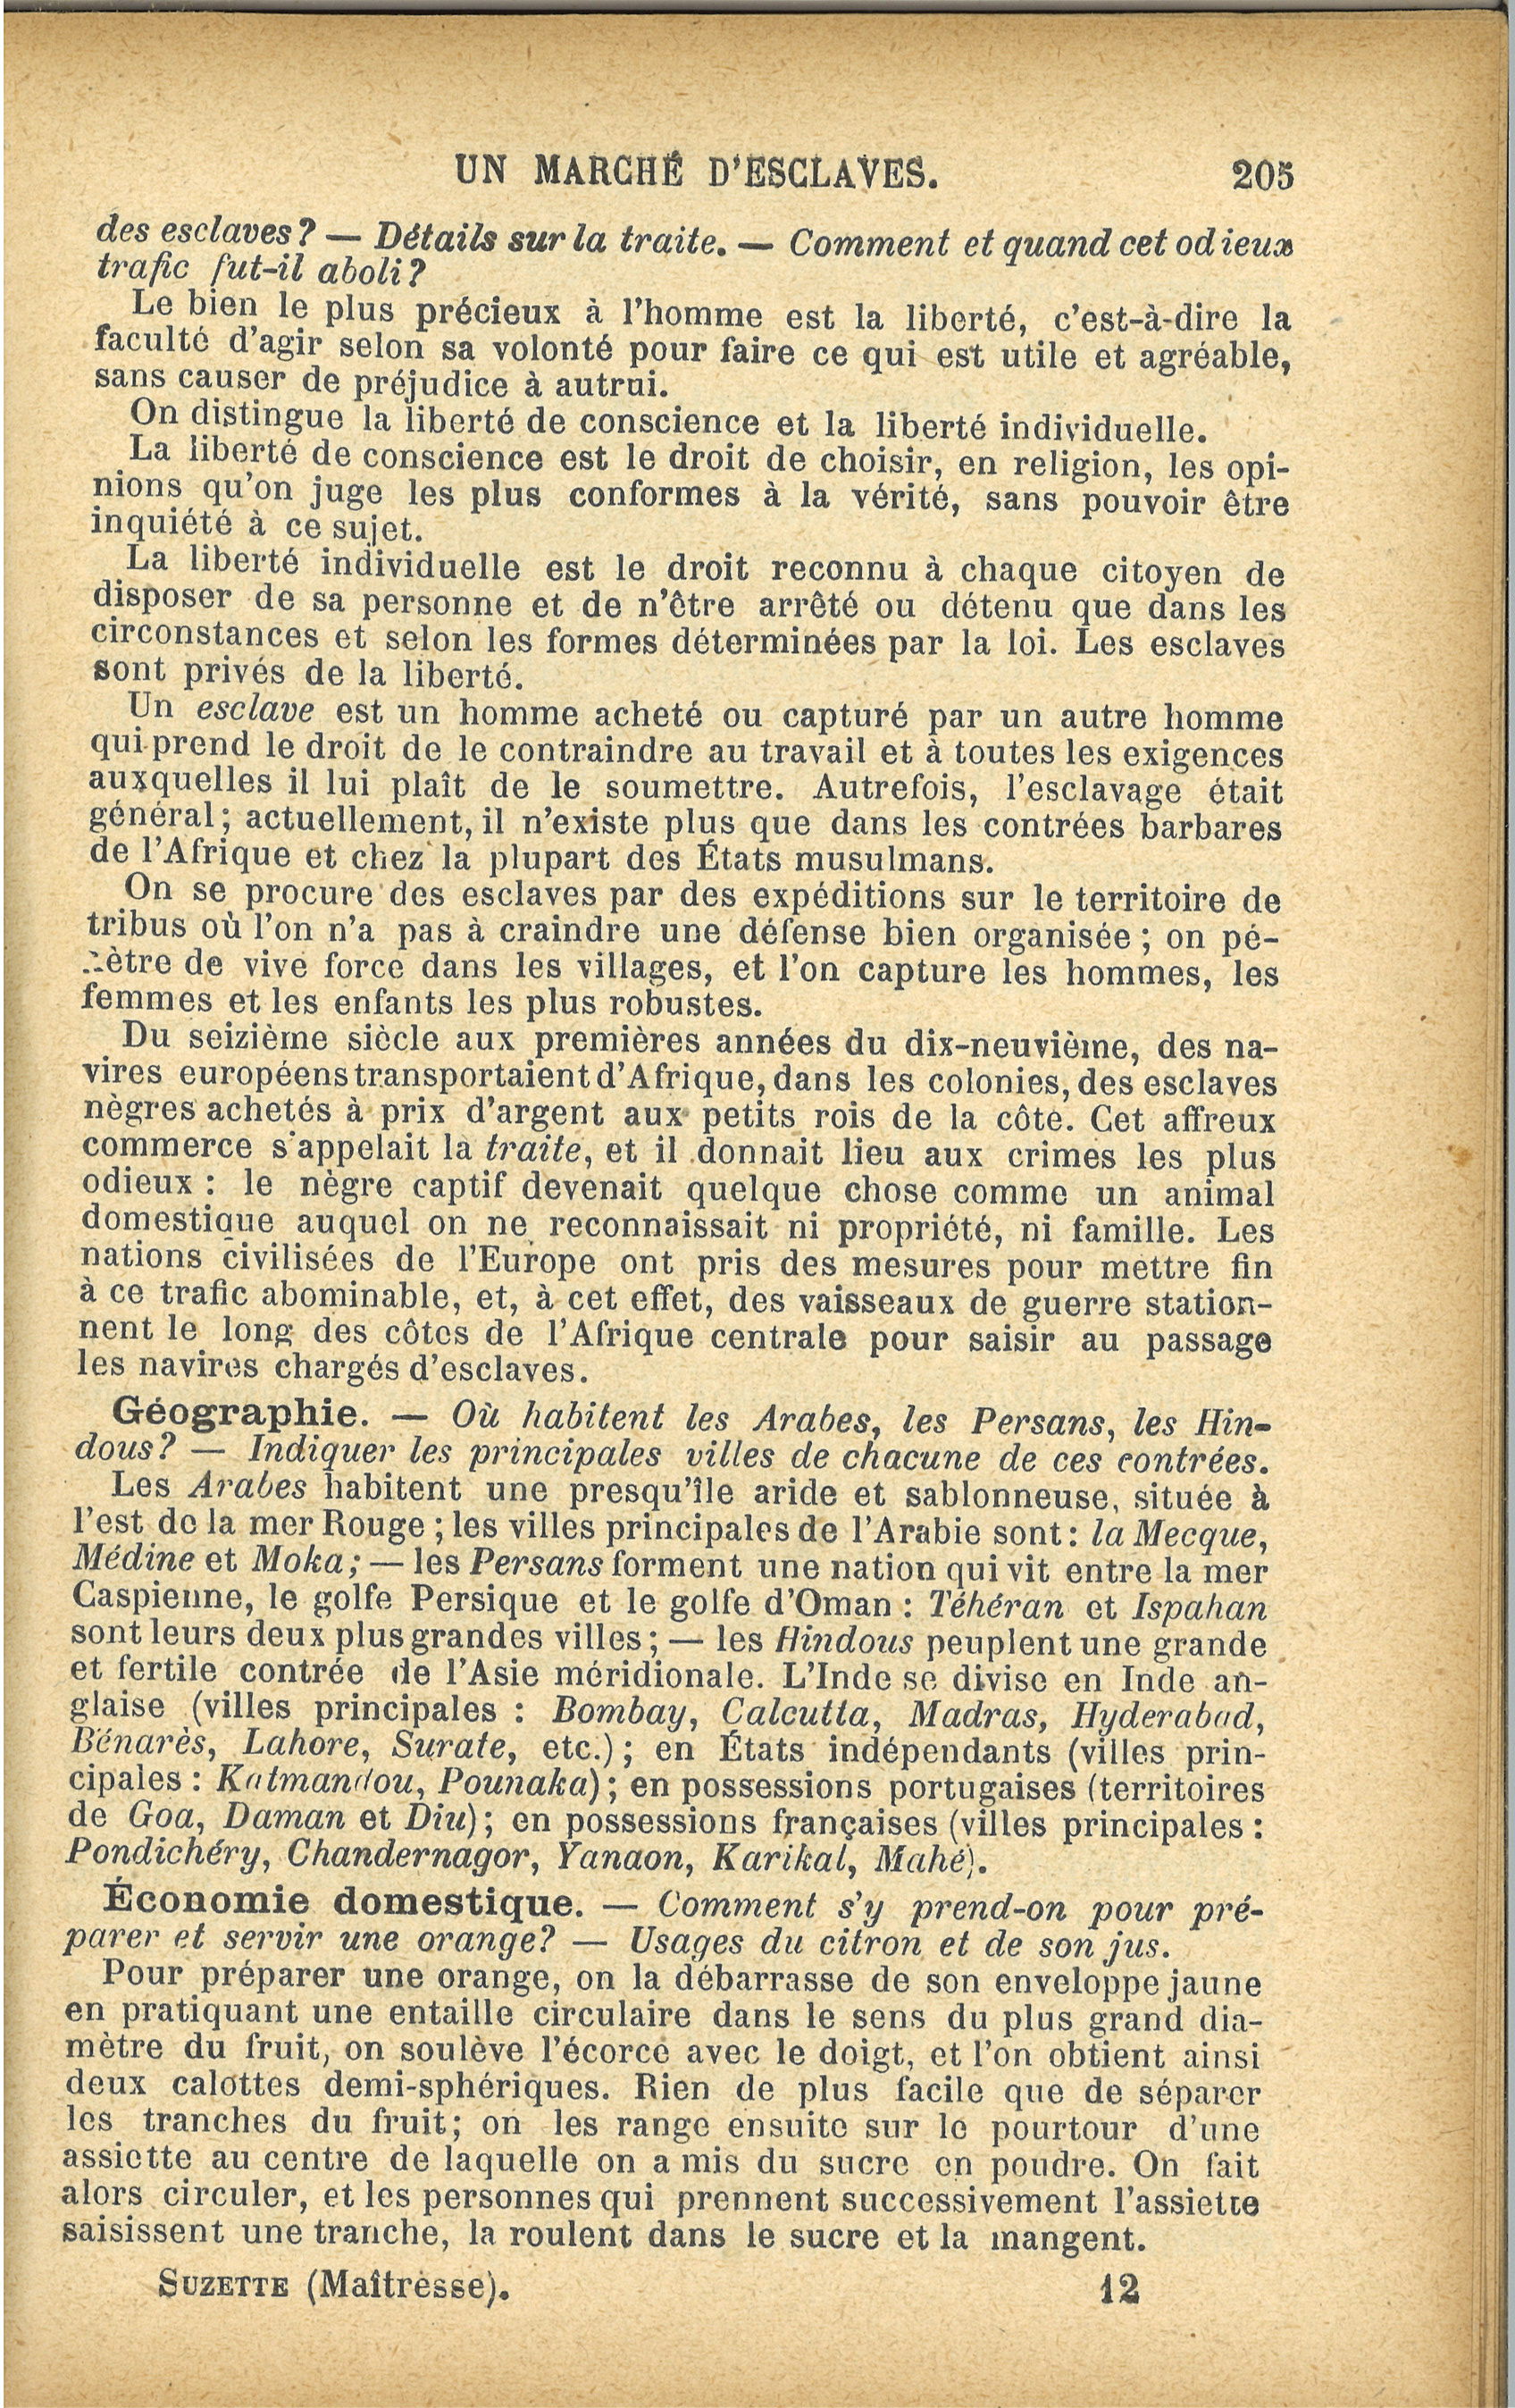 UN MARCHÉ D'ESCLAVES. 205
des esclaves? — Détails sur la traite. — Comment et quand cet odieux
trafic fut-il aboli?
Le bien le plus précieux à l'homme est la liberté, c'est-à-dire la
faculté d'agir selon sa volonté pour faire ce qui est utile et agréable,
sans causer de préjudice à autrui.
On distingue la liberté de conscience et la liberté individuelle.
La liberté de conscience est le droit de choisir, en religion, les opi-
nions qu'on juge les plus conformes à la vérité, sans pouvoir être
inquiété à ce sujet.
La liberté individuelle est le droit reconnu à chaque citoyen de
disposer de sa personne et de n'être arrêté ou détenu que dans les
circonstances et selon les formes déterminées par la loi. Les esclaves
sont privés de la liberté.
Un esclave est un homme acheté ou capturé par un autre homme
qui prend le droit de le contraindre au travail et à toutes les exigences
auxquelles il lui plaît de le soumettre. Autrefois, l'esclavage était
général; actuellement, il n'existe plus que dans les contrées barbares
de l'Afrique et chez la plupart des États musulmans.
On se procure des esclaves par des expéditions sur le territoire de
tribus où l'on n'a pas à craindre une défense bien organisée; on pé-
nètre de vive force dans les villages, et l'on capture les hommes, les
femmes et les enfants les plus robustes.
Du seizième siècle aux premières années du dix-neuvième, des na-
vires européens transportaient d'Afrique, dans les colonies, des esclaves
nègres achetés à prix d'argent aux petits rois de la côte. Cet affreux
commerce s'appelait la traite, et il donnait lieu aux crimes les plus
odieux : le nègre captif devenait quelque chose comme un animal
domestique auquel on ne reconnaissait ni propriété, ni famille. Les
nations civilisées de l'Europe ont pris des mesures pour mettre fin
à ce trafic abominable, et, à cet effet, des vaisseaux de guerre station-
nent le long des côtes de l'Afrique centrale pour saisir au passage
les navires chargés d'esclaves.
Géographie. — Où habitent les Arabes, les Persans, les Hin-
dous? — Indiquer les principales villes de chacune de ces contrées.
Les Arabes habitent une presqu'île aride et sablonneuse, située à
l'est de la mer Rouge; les villes principales de l'Arabie sont: la Mecque,
Médine et Moka; — les Persans forment une nation qui vit entre la mer
Caspienne, le golfe Persique et le golfe d'Oman : Téhéran et Ispahan
sont leurs deux plus grandes villes; — les Hindous peuplent une grande
et fertile contrée de l'Asie méridionale. L'Inde se divise en Inde an-
glaise (villes principales : Bombay, Calcutta, Madras, Hyderabad,
Bénarès, Lahore, Surate, etc.); en États indépendants (villes prin-
cipales : Katmandou, Pounaka); en possessions portugaises (territoires
de Goa, Daman et Diu); en possessions françaises (villes principales :
Pondichéry, Chandernagor, Yanaon, Karikal, Mahé).
Économie domestique. — Comment s'y prend-on pour pré-
parer et servir une orange? — Usages du citron et de son jus.
Pour préparer une orange, on la débarrasse de son enveloppe jaune
en pratiquant une entaille circulaire dans le sens du plus grand dia-
mètre du fruit, on soulève l'écorce avec le doigt, et l'on obtient ainsi
deux calottes demi-sphériques. Rien de plus facile que de séparer
les tranches du fruit; on les range ensuite sur le pourtour d'une
assiette au centre de laquelle on a mis du sucre en poudre. On fait
alors circuler, et les personnes qui prennent successivement l'assiette
saisissent une tranche, la roulent dans le sucre et la mangent.
SUZETTE (Maîtresse). 12